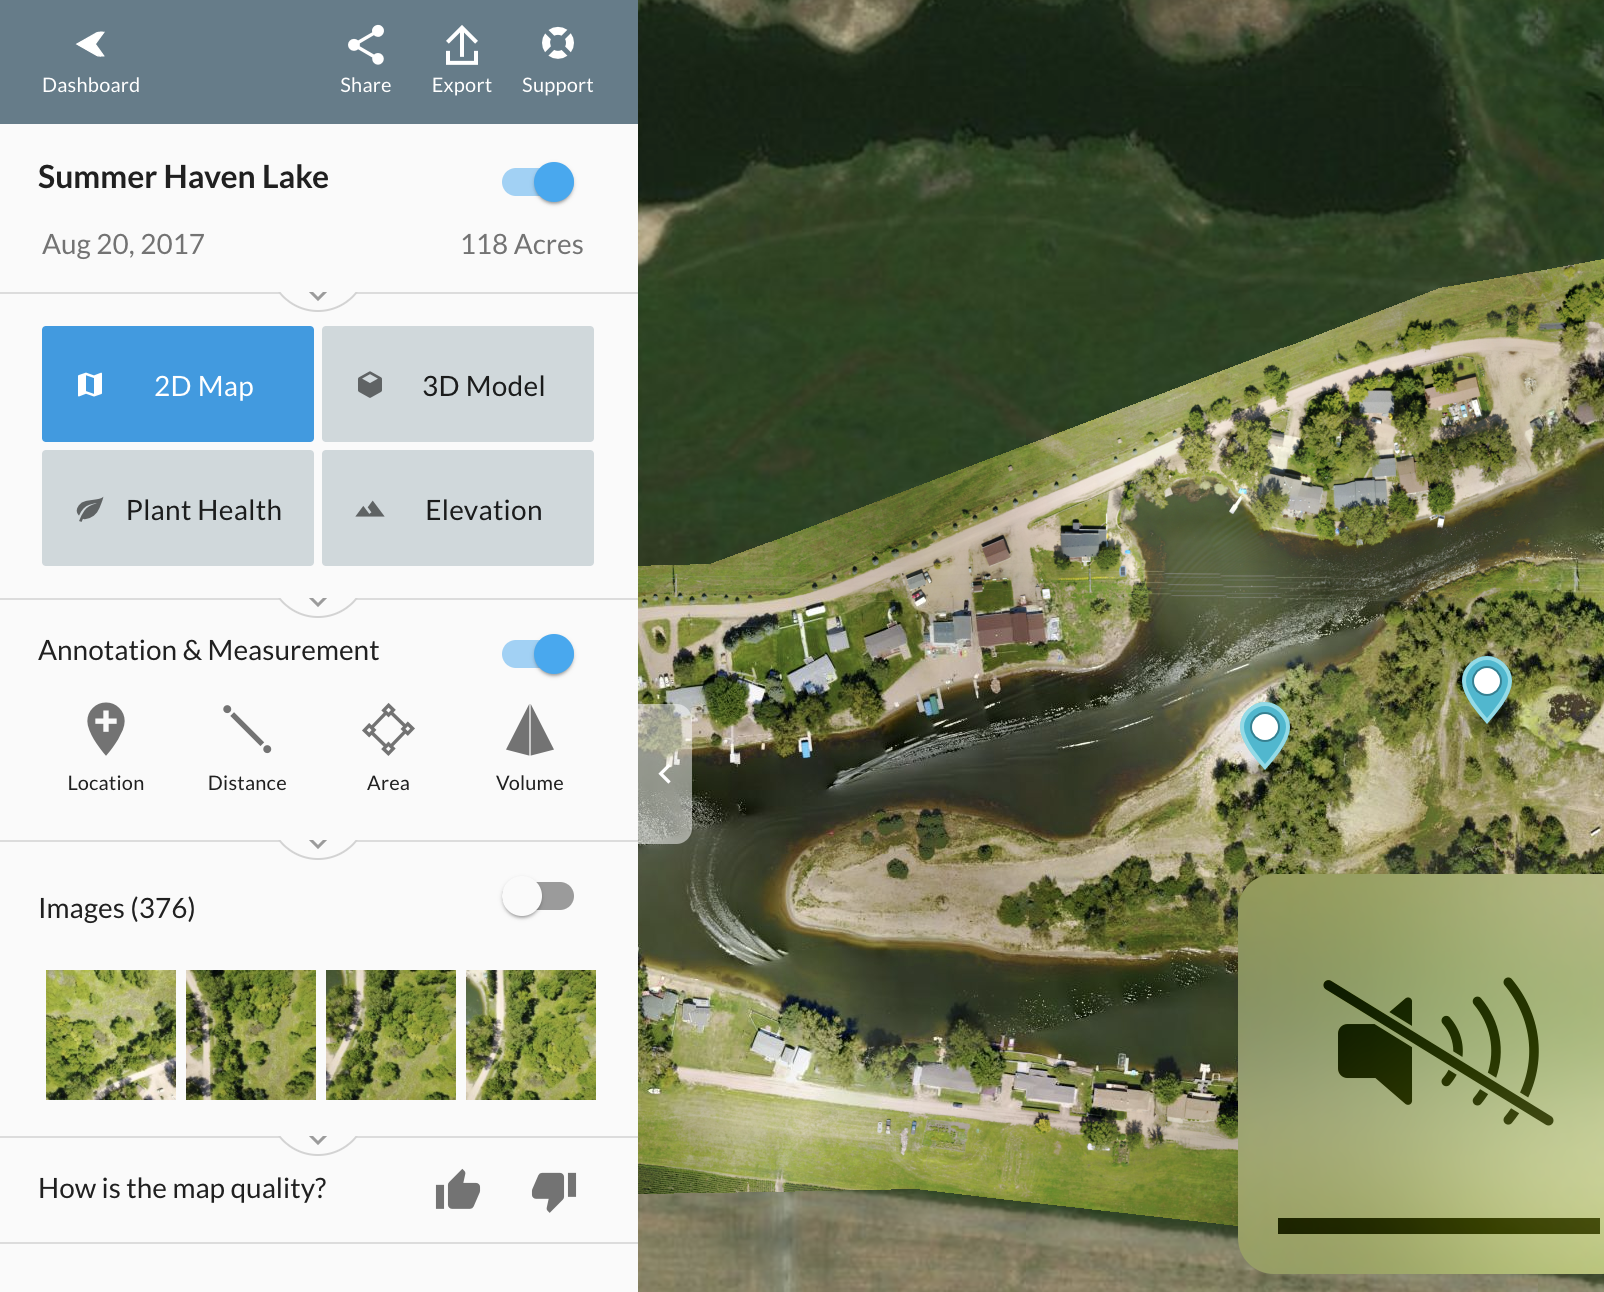 Dashboard
Share
Export
Support
Summer Haven Lake
Aug 20, 2017
118 Acres
2D Map
3D Model
Plant Health
Elevation
Annotation & Measurement
Location
Distance
Area
Volume
Images (376)
How is the map quality?